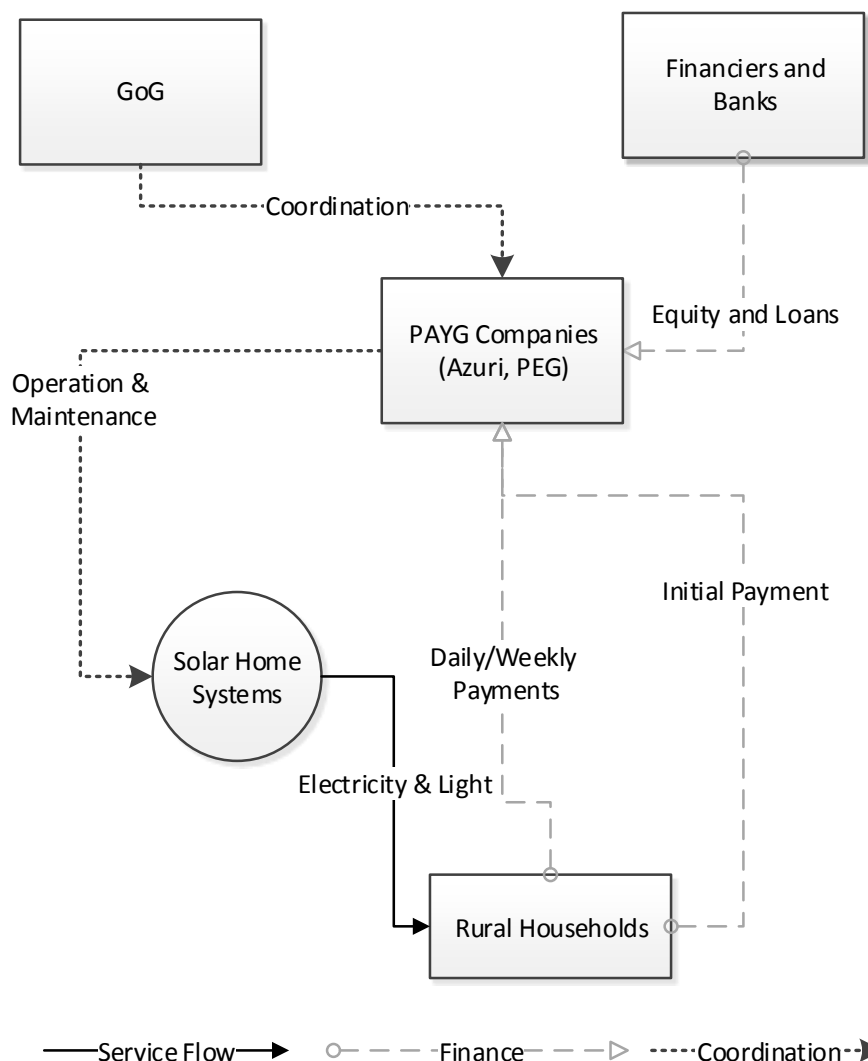 GoG
Financiers and
Banks
Coordination
PAYG Companies
(Azuri, PEG)
Equity and Loans
Operation &
Maintenance
Initial Payment
Solar Home
Systems
Daily/Weekly
Payments
Electricity & Light
Rural Households
Service Flow
Finance
Coordination